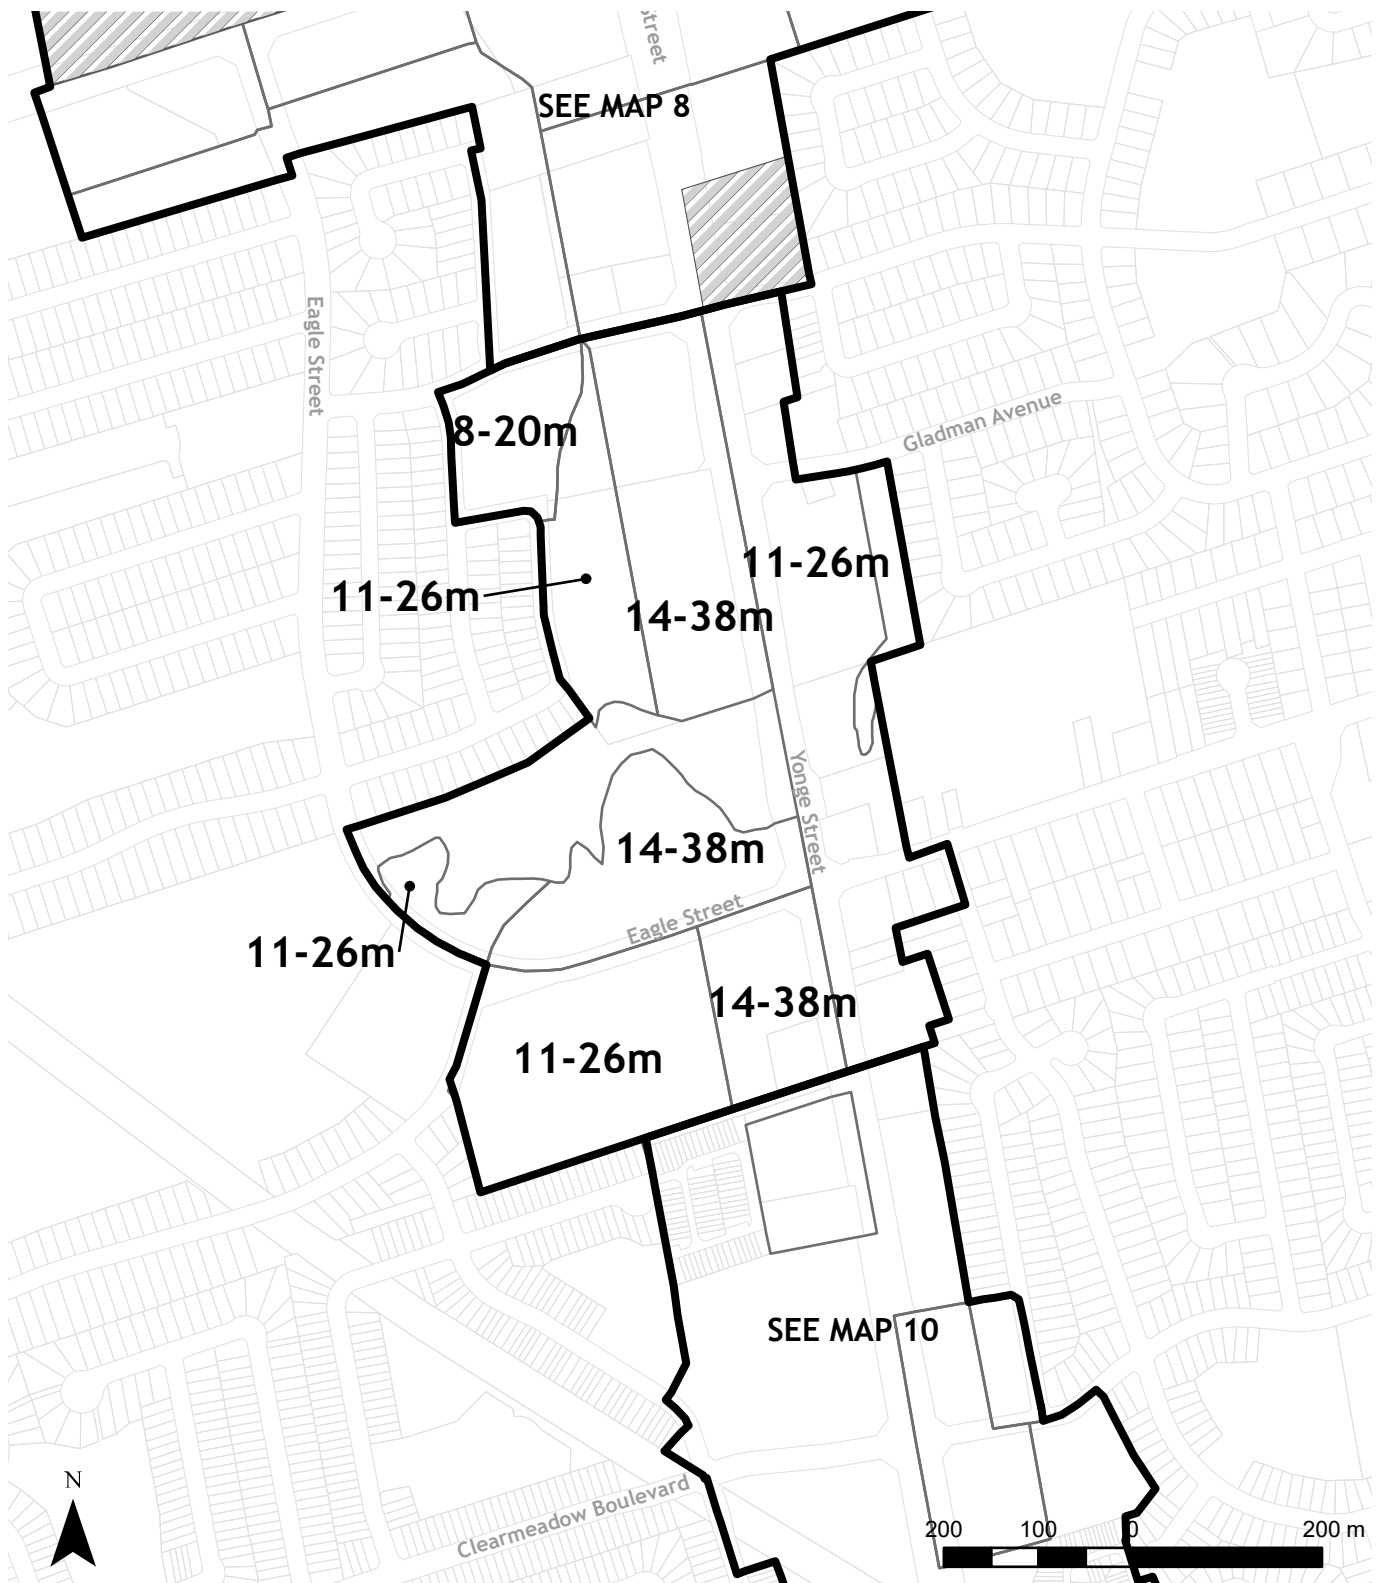 Street
SEE MAP 8
Eagle Street
Gladman Avenue
8-20m
11-26m
11-26m
14-38m
Yonge Street
14-38m
Eagle Street
11-26m
14-38m
11-26m
SEE MAP 10
Clearmeadow Boulevard
N
200 100 0 200 m